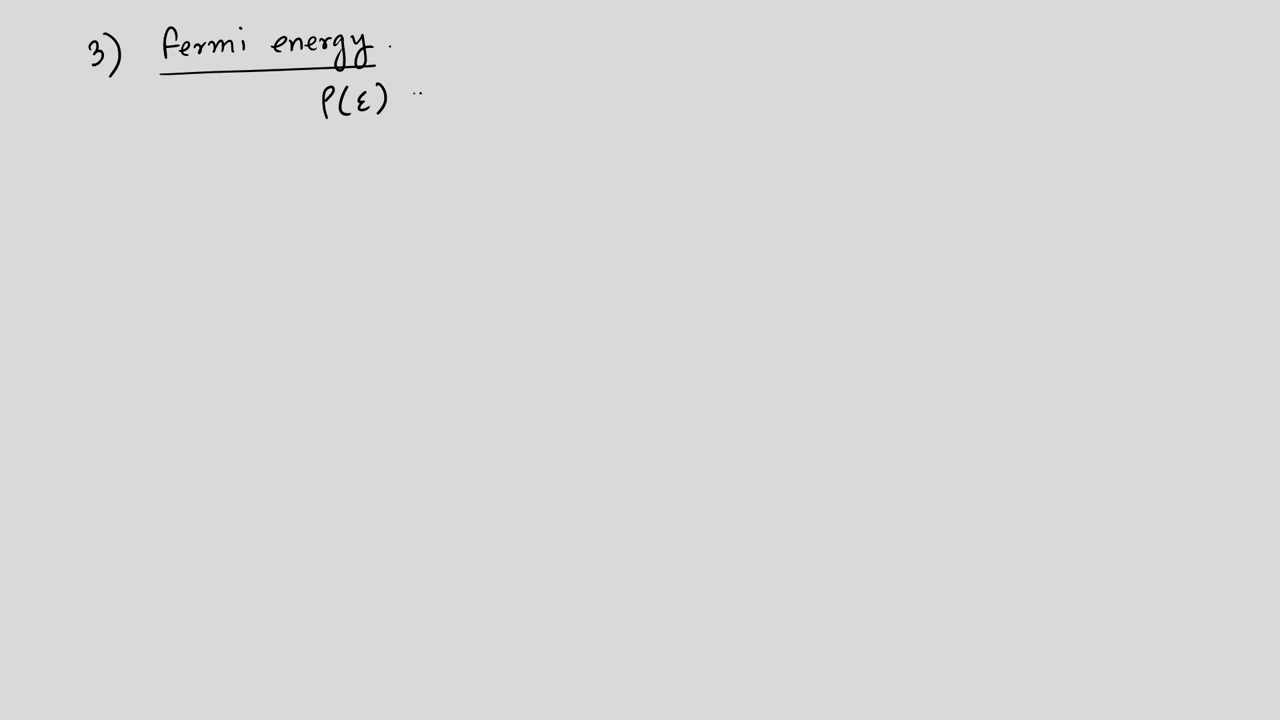 3) fermi energy .
P(ε) ..